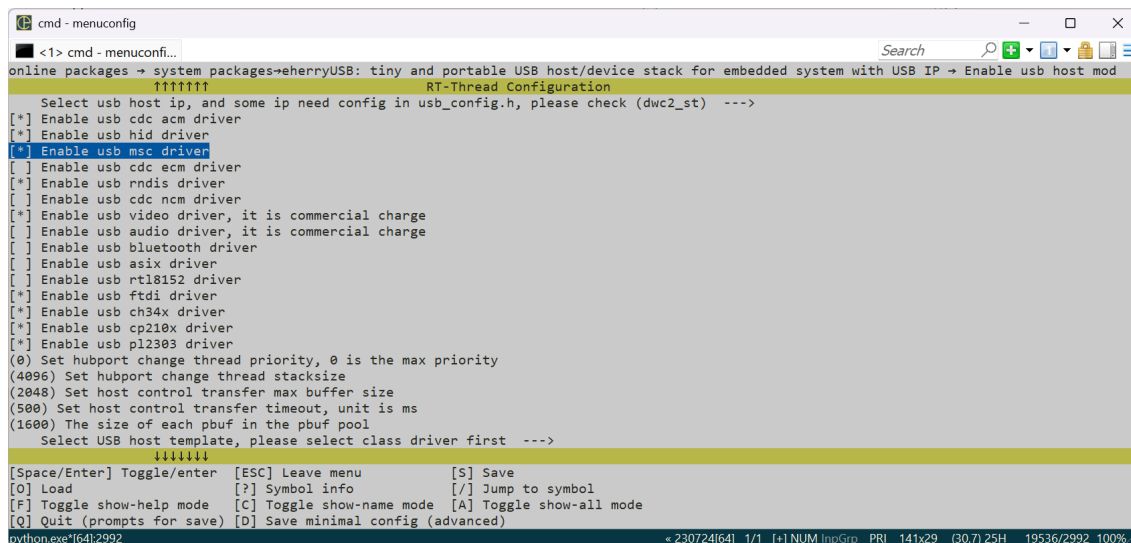 cmd - menuconfig
<1> cmd - menuconfi...
Search
online packages → system packages→eherryUSB: tiny and portable USB host/device stack for embedded system with USB IP → Enable usb host mod
↑↑↑↑↑↑↑ RT-Thread Configuration
Select usb host ip, and some ip need config in usb_config.h, please check (dwc2_st) --->
[*] Enable usb cdc acm driver
[*] Enable usb hid driver
[*] Enable usb msc driver
[ ] Enable usb cdc ecm driver
[*] Enable usb rndis driver
[ ] Enable usb cdc ncm driver
[*] Enable usb video driver, it is commercial charge
[ ] Enable usb audio driver, it is commercial charge
[ ] Enable usb bluetooth driver
[ ] Enable usb asix driver
[ ] Enable usb rtl8152 driver
[*] Enable usb ftdi driver
[*] Enable usb ch34x driver
[*] Enable usb cp210x driver
[*] Enable usb pl2303 driver
(0) Set hubport change thread priority, 0 is the max priority
(4096) Set hubport change thread stacksize
(2048) Set host control transfer max buffer size
(500) Set host control transfer timeout, unit is ms
(1600) The size of each pbuf in the pbuf pool
Select USB host template, please select class driver first --->
↓↓↓↓↓↓↓
[Space/Enter] Toggle/enter [ESC] Leave menu [S] Save
[O] Load [?] Symbol info [/] Jump to symbol
[F] Toggle show-help mode [C] Toggle show-name mode [A] Toggle show-all mode
[Q] Quit (prompts for save) [D] Save minimal config (advanced)
python.exe*[64]:2992 « 230724[64] 1/1 [+] NUM InpGrp PRI 141x29 (30,7) 25H 19536/2992 100%